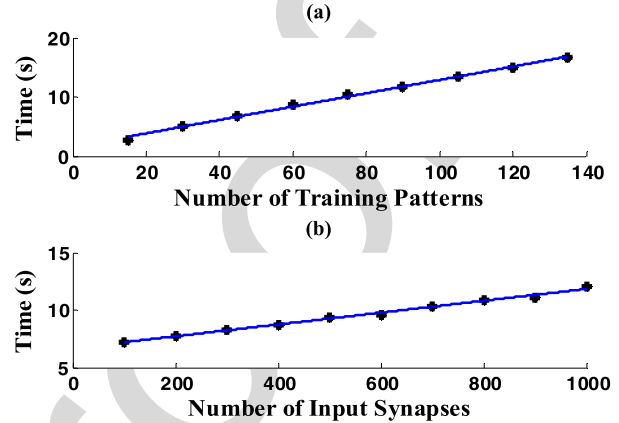 (a)
20
10
0
Time (s)
0 20 40 60 80 100 120 140
Number of Training Patterns
(b)
15
10
5
Time (s)
0 200 400 600 800 1000
Number of Input Synapses